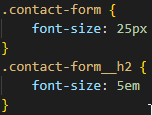 .contact-form {
    font-size: 25px
}
.contact-form__h2 {
    font-size: 5em
}